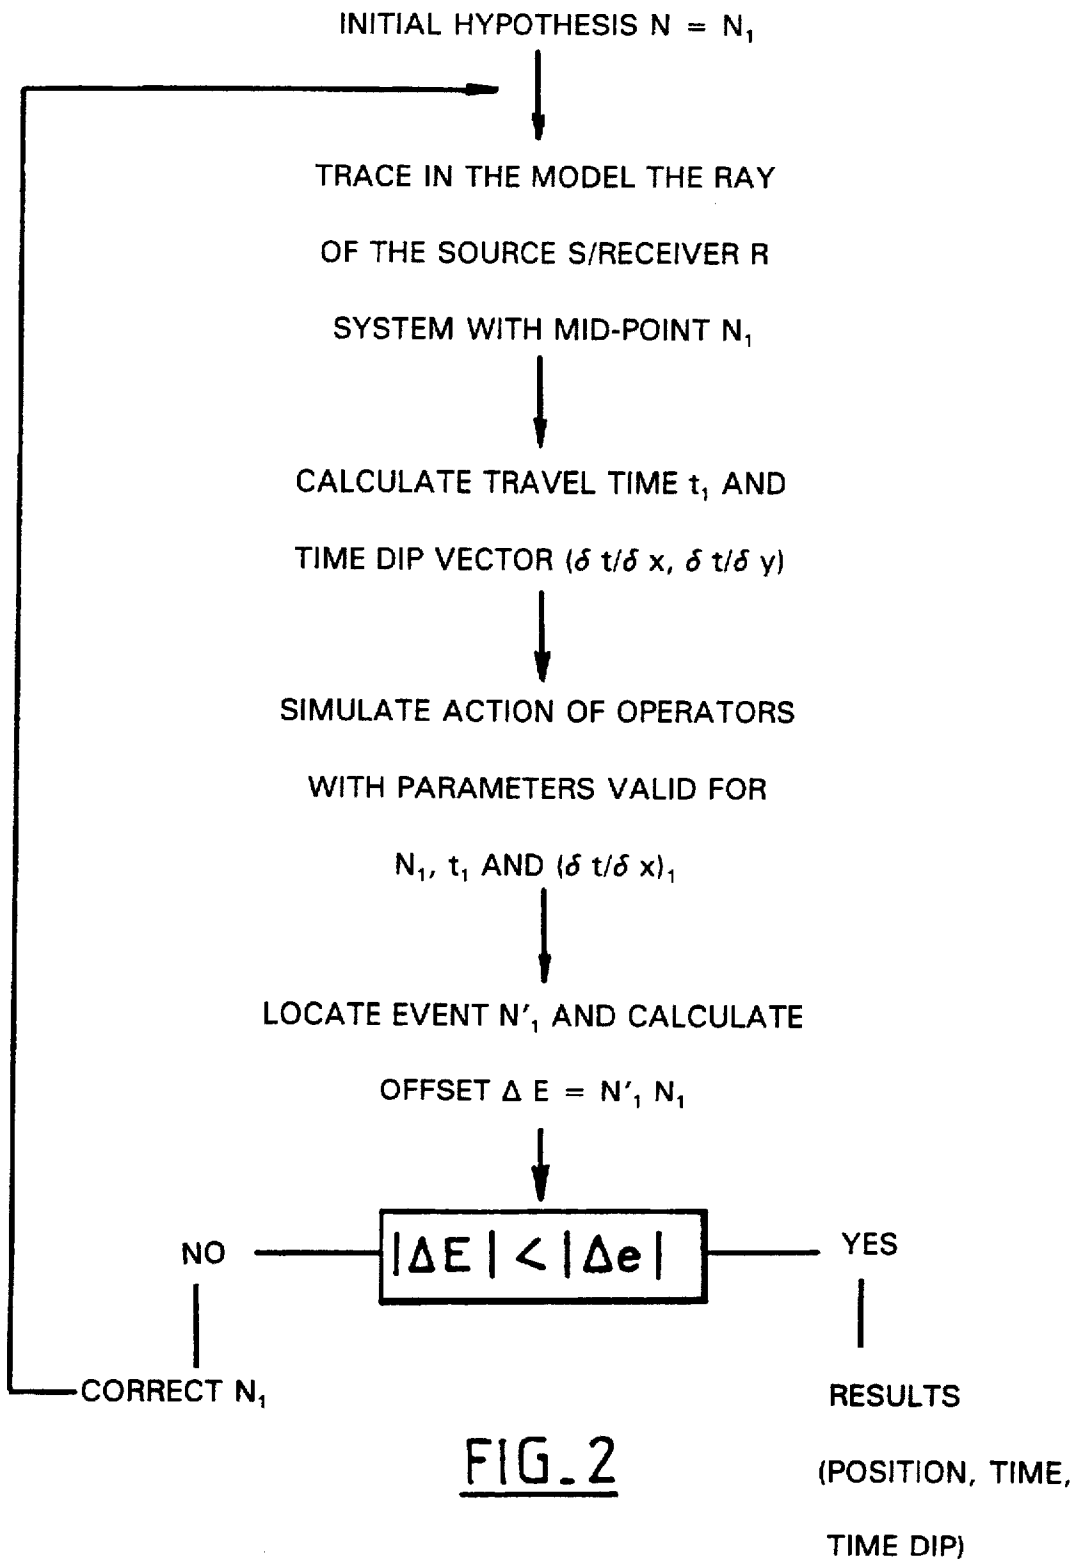 INITIAL HYPOTHESIS N = N₁
TRACE IN THE MODEL THE RAY
OF THE SOURCE S/RECEIVER R
SYSTEM WITH MID-POINT N₁
CALCULATE TRAVEL TIME t₁ AND
TIME DIP VECTOR (δ t/δ x, δ t/δ y)
SIMULATE ACTION OF OPERATORS
WITH PARAMETERS VALID FOR
N₁, t₁ AND (δ t/δ x)₁
LOCATE EVENT N′₁ AND CALCULATE
OFFSET Δ E = N′₁ N₁
|ΔE| < |Δe|
NO
YES
CORRECT N₁
RESULTS
(POSITION, TIME,
TIME DIP)
FIG_2